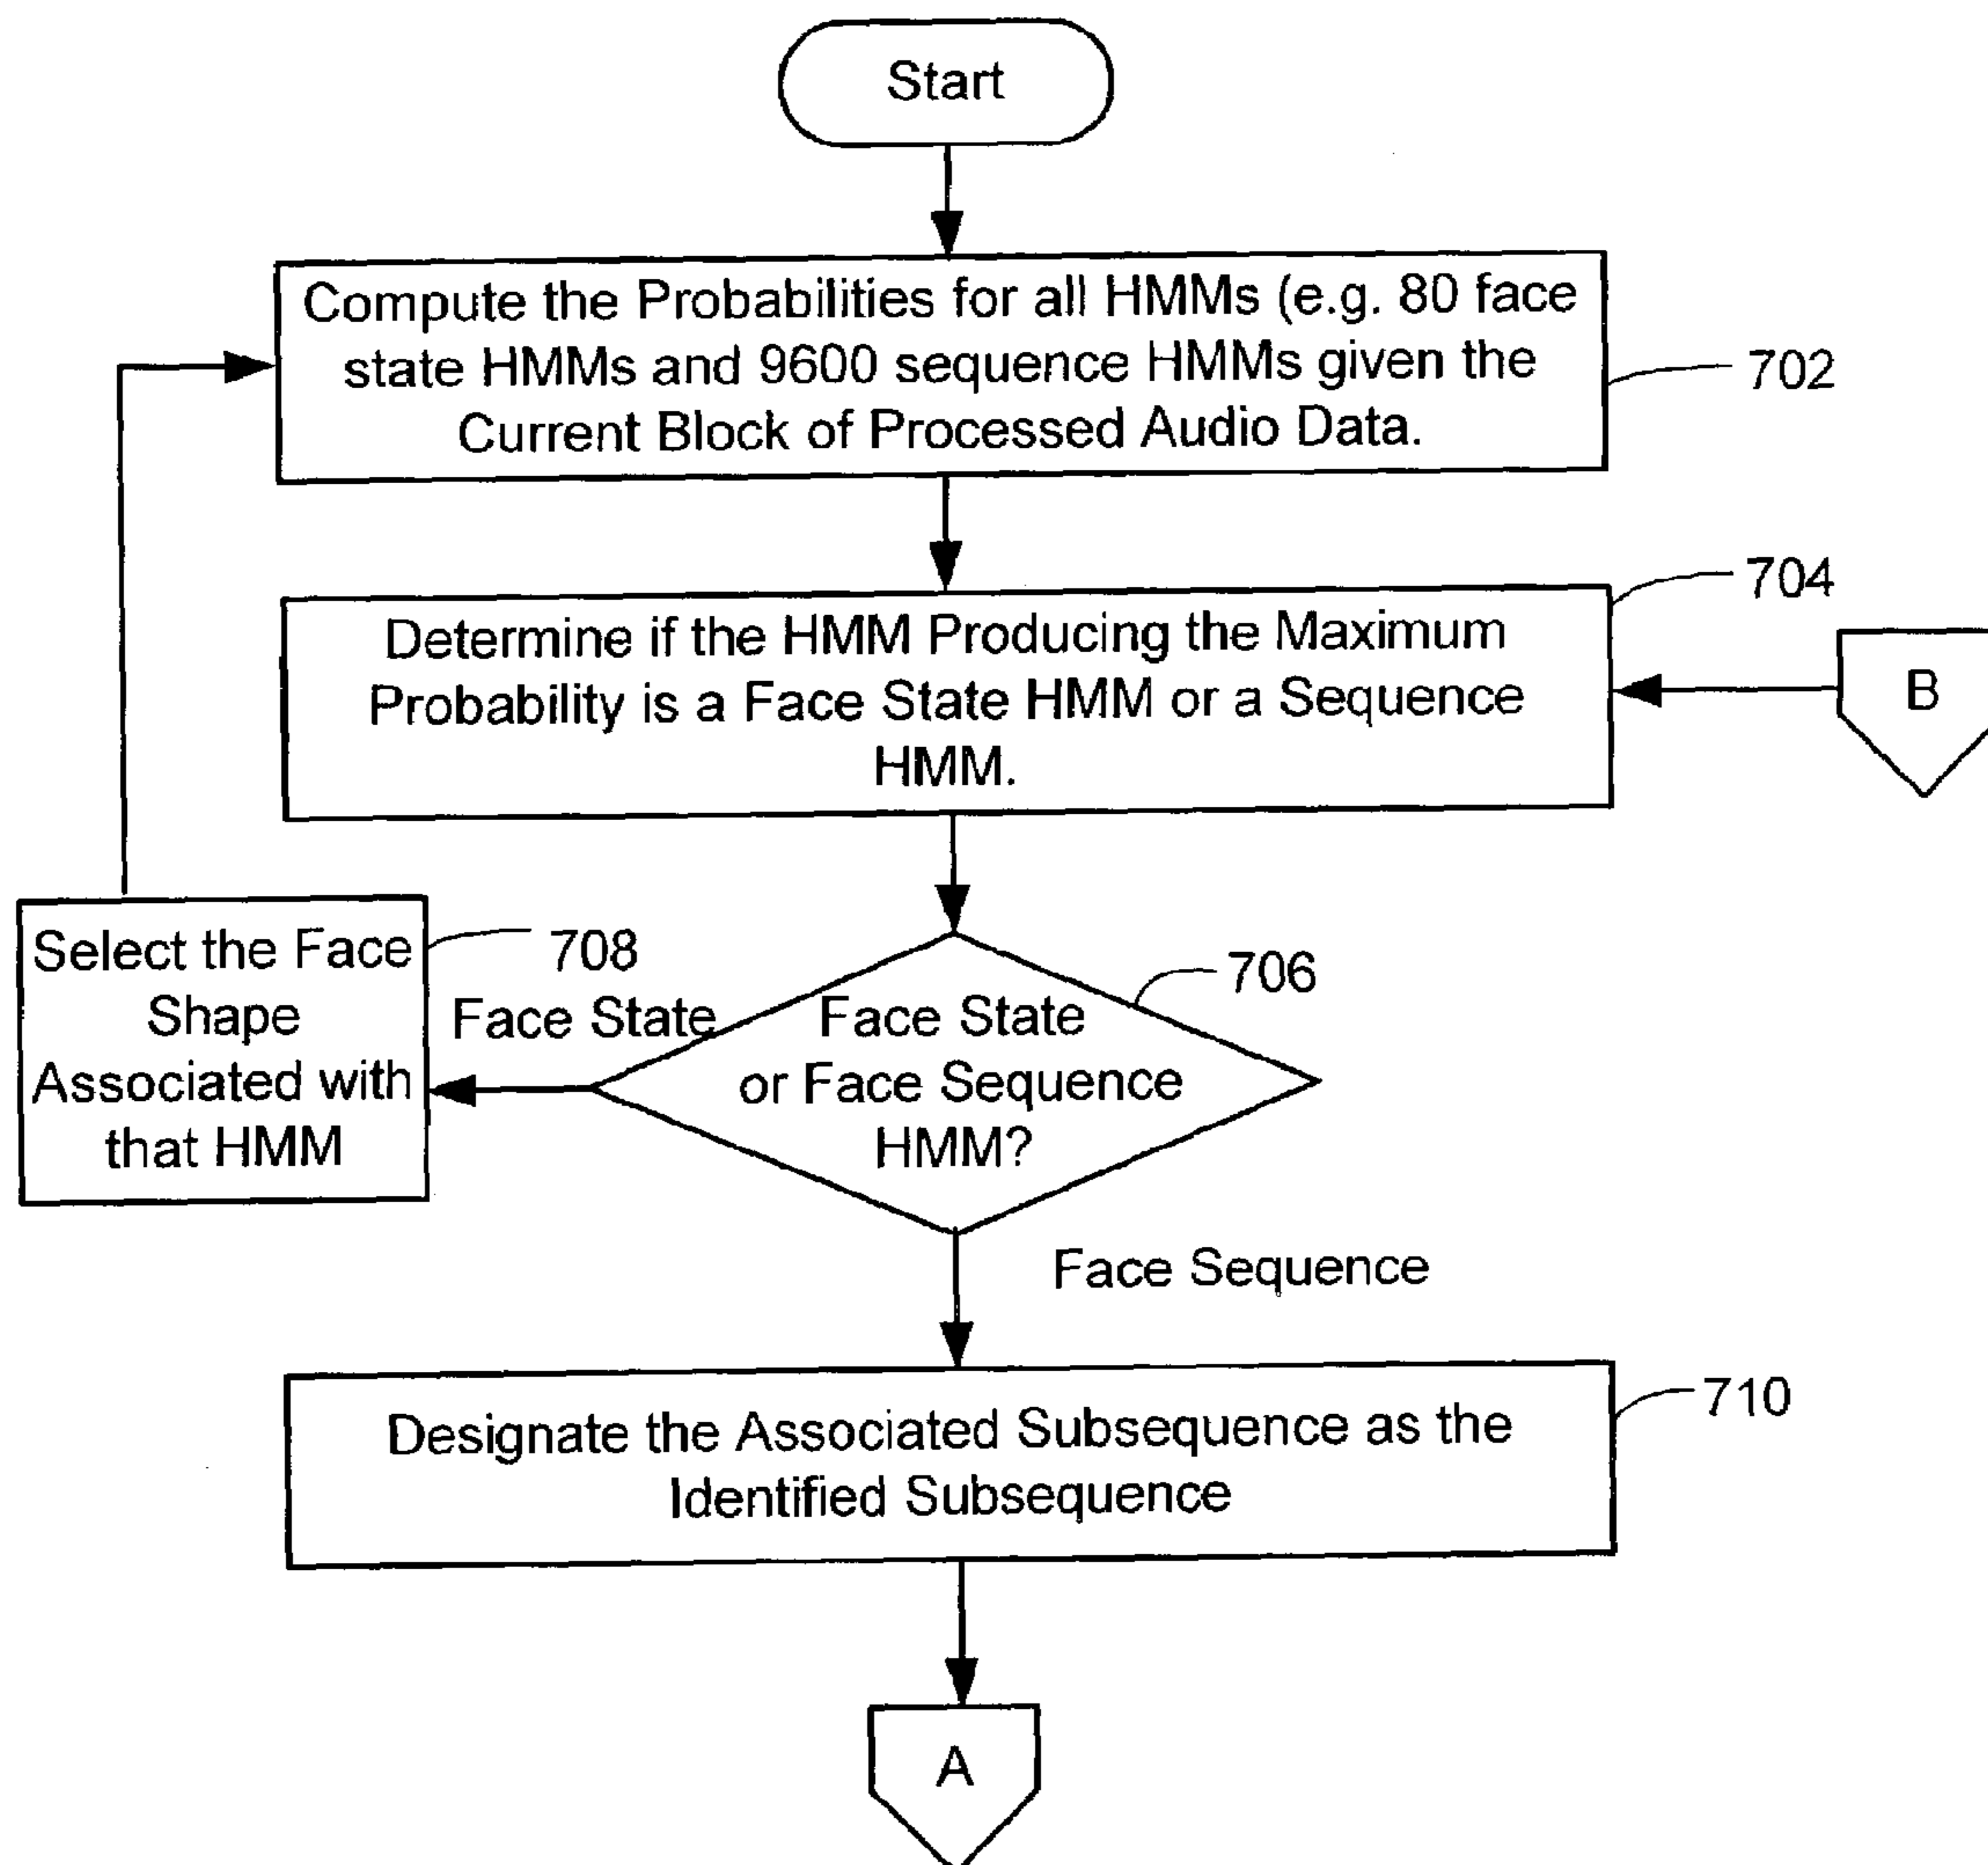 Start
Compute the Probabilities for all HMMs (e.g. 80 face
state HMMs and 9600 sequence HMMs given the
Current Block of Processed Audio Data.
702
704
Determine if the HMM Producing the Maximum
Probability is a Face State HMM or a Sequence
HMM.
B
Select the Face
Shape
Associated with
that HMM
708
Face State
706
Face State
or Face Sequence
HMM?
Face Sequence
710
Designate the Associated Subsequence as the
Identified Subsequence
A